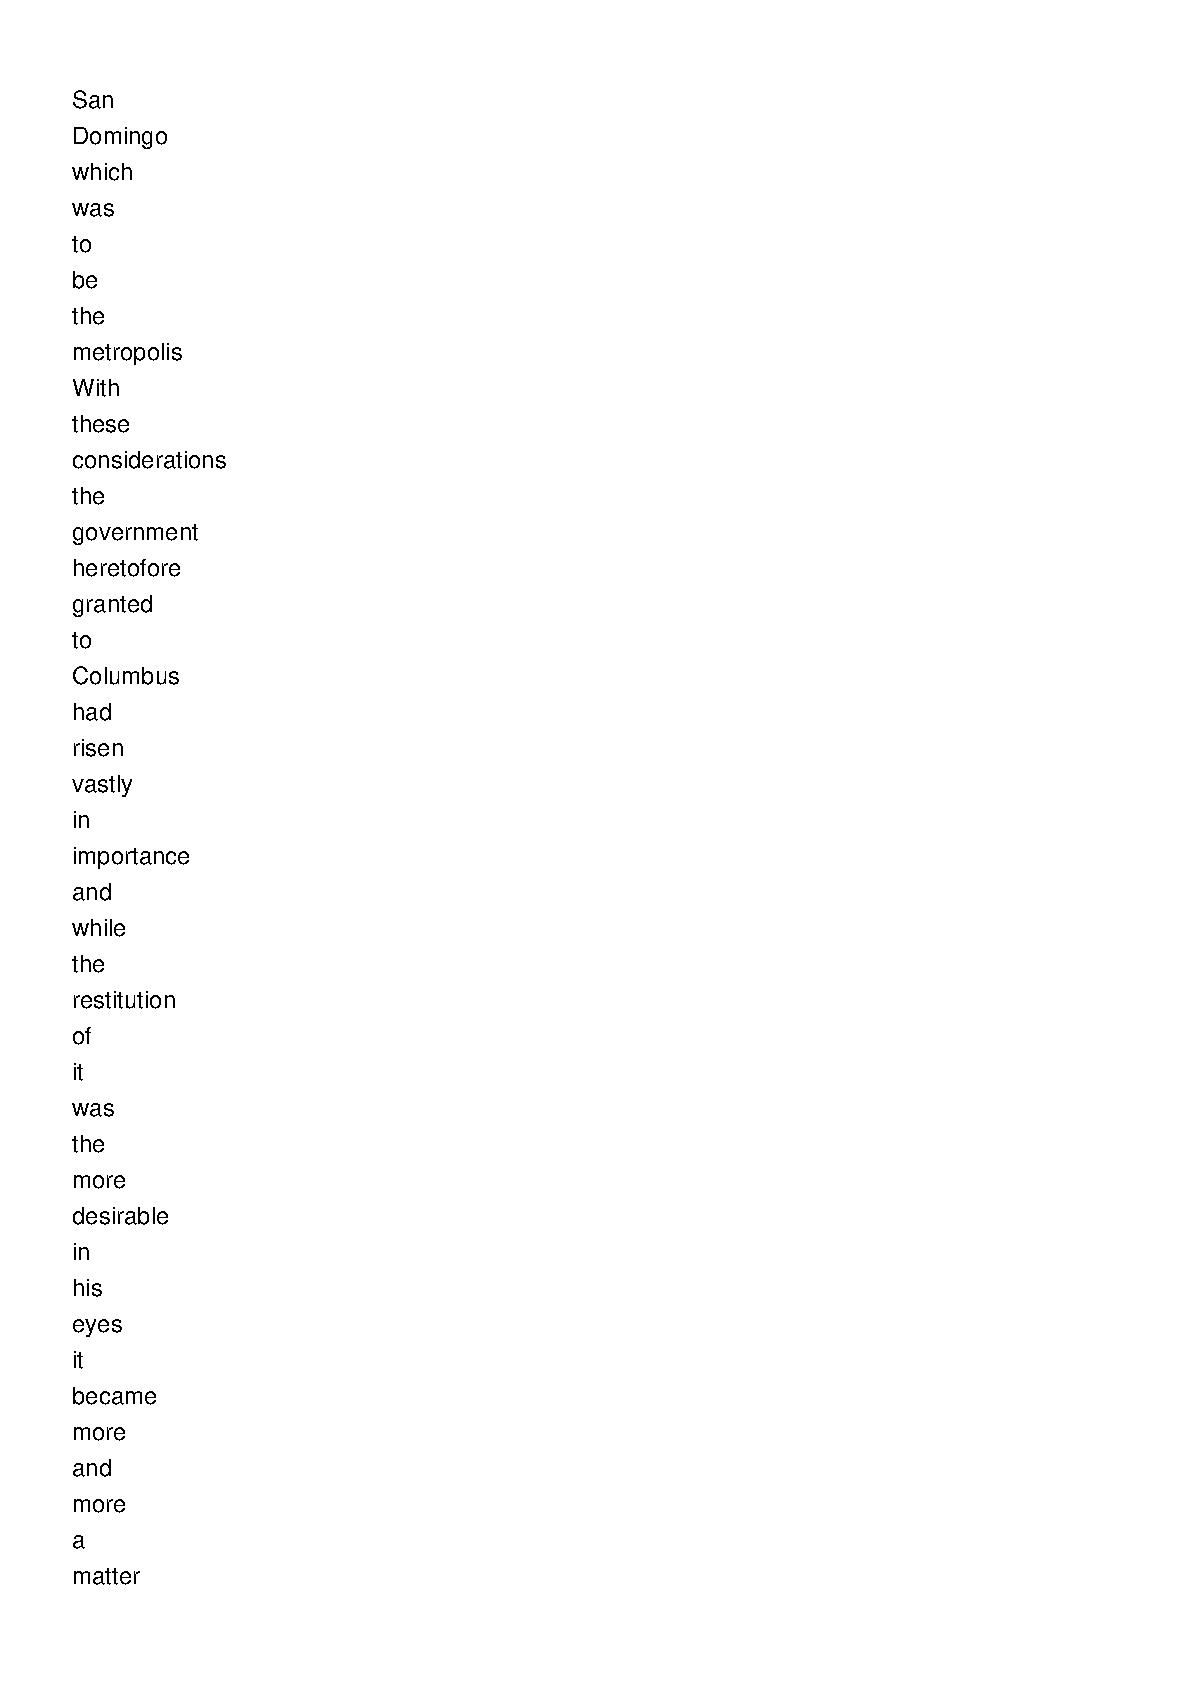 San
Domingo
which
was
to
be
the
metropolis
With
these
considerations
the
government
heretofore
granted
to
Columbus
had
risen
vastly
in
importance
and
while
the
restitution
of
it
was
the
more
desirable
in
his
eyes
it
became
more
and
more
a
matter